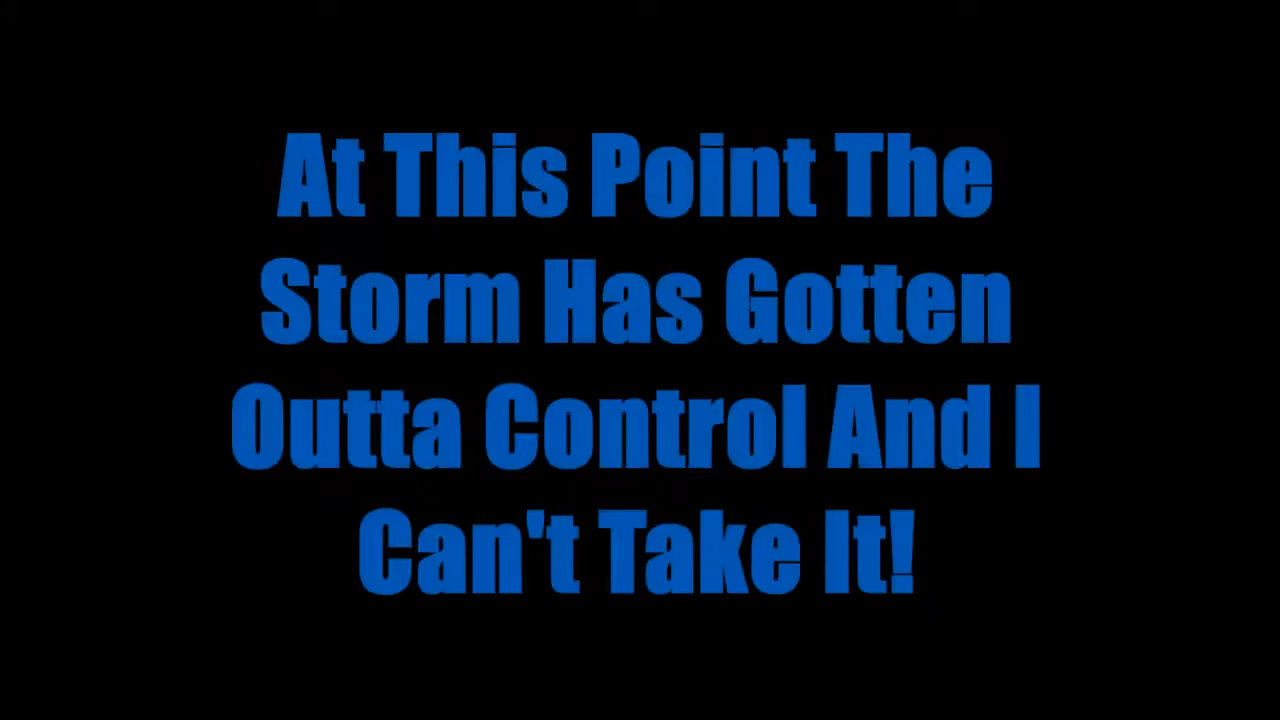 At This Point The
Storm Has Gotten
Outta Control And I
Can't Take It!